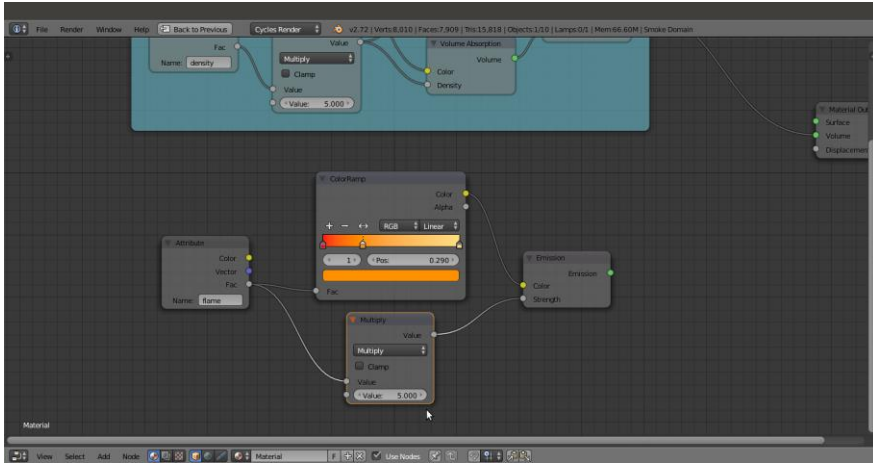 File Render Window Help Back to Previous Cycles Render v2.72 | Verts:8,010 | Faces:7,909 | Tris:15,818 | Objects:1/10 | Lamps:0/1 | Mem:66.60M | Smoke Domain
Fac
Name: density
Value
Multiply
Clamp
Value
Value: 5.000
Volume Absorption
Volume
Color
Density
Material Out
Surface
Volume
Displacemen
ColorRamp
Color
Alpha
RGB Linear
1 Pos: 0.290
Fac
Attribute
Color
Vector
Fac
Name: flame
Emission
Emission
Color
Strength
Multiply
Value
Multiply
Clamp
Value
Value: 5.000
Material
View Select Add Node Material F Use Nodes